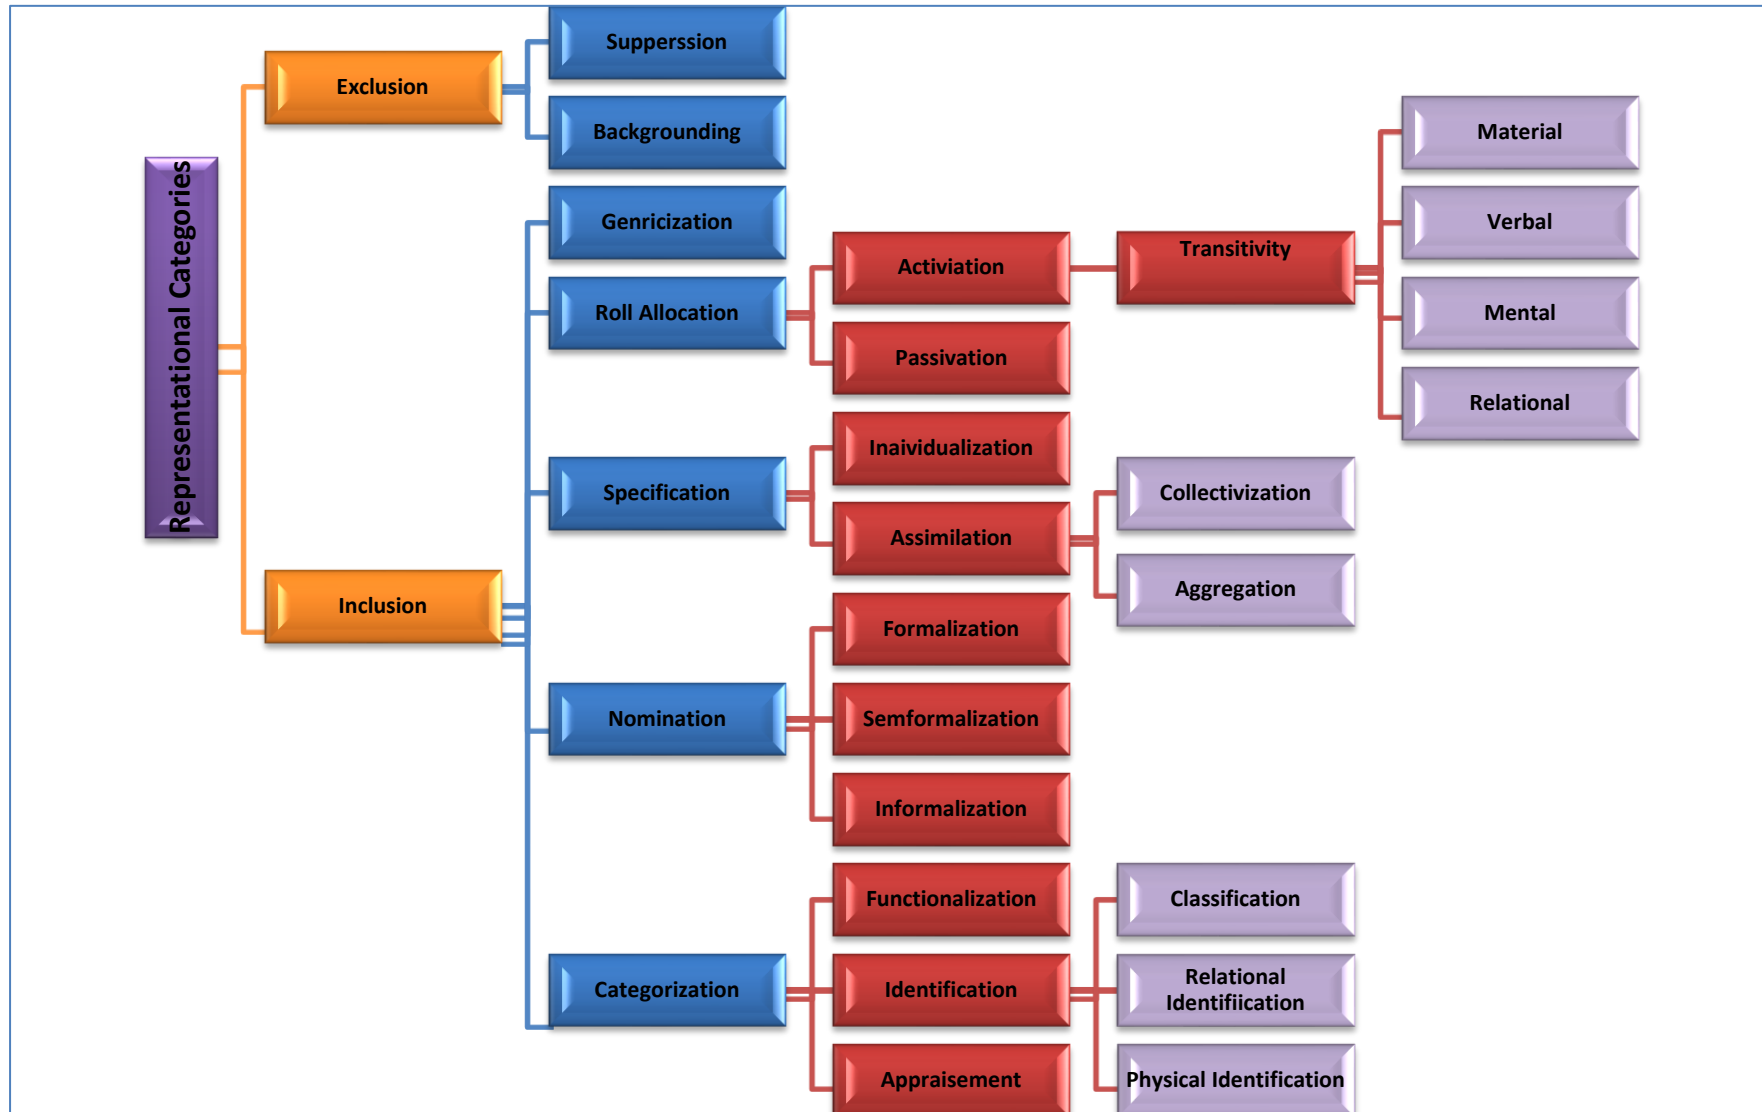 Representational Categories
Exclusion
Supperssion
Backgrounding
Inclusion
Genricization
Roll Allocation
Activiation
Transitivity
Material
Verbal
Mental
Relational
Passivation
Specification
Inaividualization
Assimilation
Collectivization
Aggregation
Nomination
Formalization
Semformalization
Informalization
Categorization
Functionalization
Identification
Classification
Relational
Identifiication
Physical Identification
Appraisement